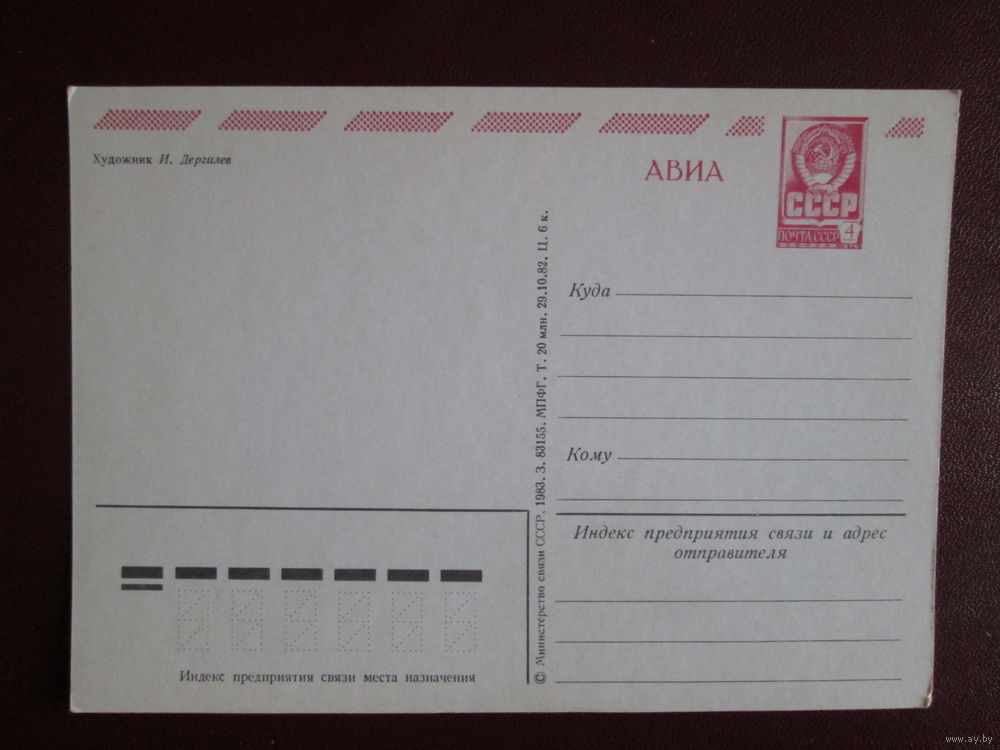 Художник И. Дергилев
АВИА
СССР
ПОЧТА СССР
4
Куда
Кому
Индекс предприятия связи и адрес
отправителя
© Министерство связи СССР, 1983. З. 83155. МПФГ. Т. 20 млн. 29.10.82. Ц. 6 к.
Индекс предприятия связи места назначения
www.ay.by